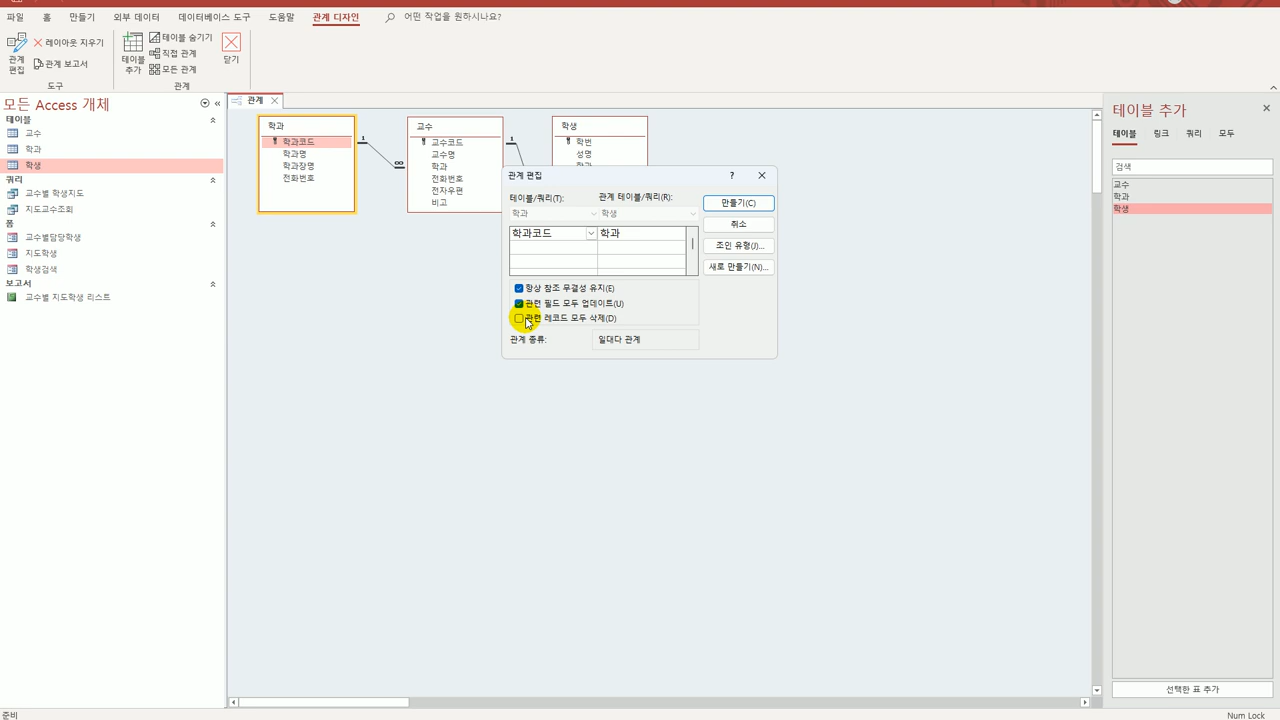 파일 홈 만들기 외부 데이터 데이터베이스 도구 도움말 관계 디자인 어떤 작업을 원하시나요?
관계 편집
레이아웃 지우기
관계 보고서
도구
테이블 추가
테이블 숨기기
직접 관계
모든 관계
닫기
관계
모든 Access 개체
테이블
교수
학과
학생
쿼리
교수별 학생지도
지도교수조회
폼
교수별담당학생
지도학생
학생검색
보고서
교수별 지도학생 리스트
관계
학과
학과코드
학과명
학과장명
전화번호
1
∞
교수
교수코드
교수명
학과
전화번호
전자우편
비고
1
학생
학번
성명
관계 편집
?
테이블/쿼리(T): 관계 테이블/쿼리(R):
학과 학생
학과코드 학과
항상 참조 무결성 유지(E)
관련 필드 모두 업데이트(U)
관련 레코드 모두 삭제(D)
관계 종류: 일대다 관계
만들기(C)
취소
조인 유형(J)...
새로 만들기(N)...
테이블 추가
테이블 링크 쿼리 모두
검색
교수
학과
학생
선택한 표 추가
준비
Num Lock